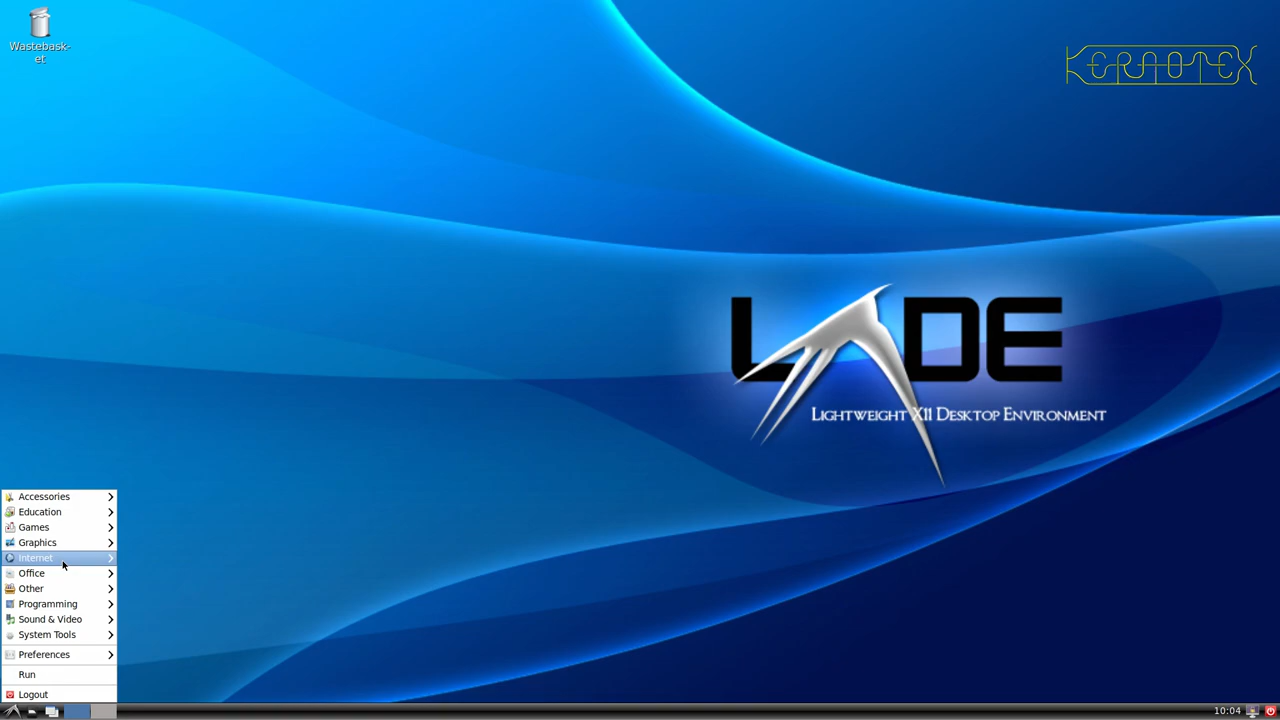 Wastebask-
et
KERAOTEX
LXDE
LIGHTWEIGHT X11 DESKTOP ENVIRONMENT
Accessories
Education
Games
Graphics
Internet
Office
Other
Programming
Sound & Video
System Tools
Preferences
Run
Logout
10:04